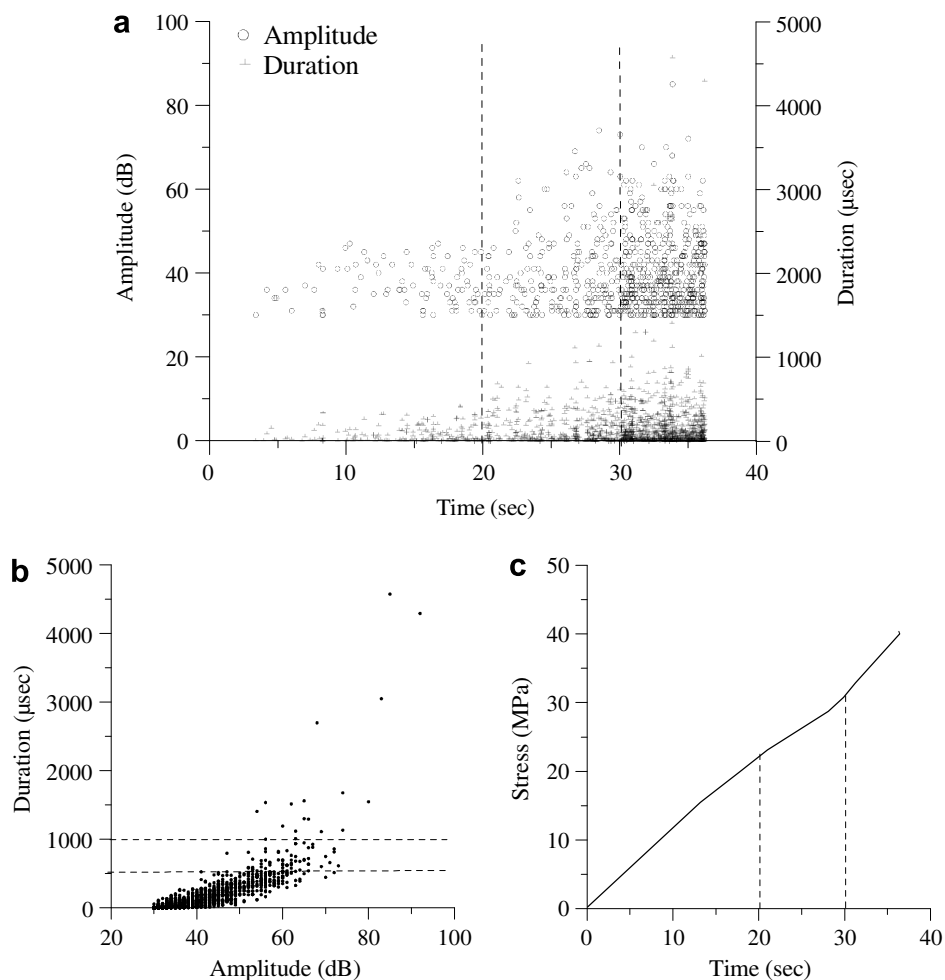 a
Amplitude
Duration
100
80
60
40
20
0
Amplitude (dB)
5000
4000
3000
2000
1000
0
Duration (μsec)
0 10 20 30 40
Time (sec)
b
5000
4000
3000
2000
1000
0
Duration (μsec)
20 40 60 80 100
Amplitude (dB)
c
50
40
30
20
10
0
Stress (MPa)
0 10 20 30 40
Time (sec)